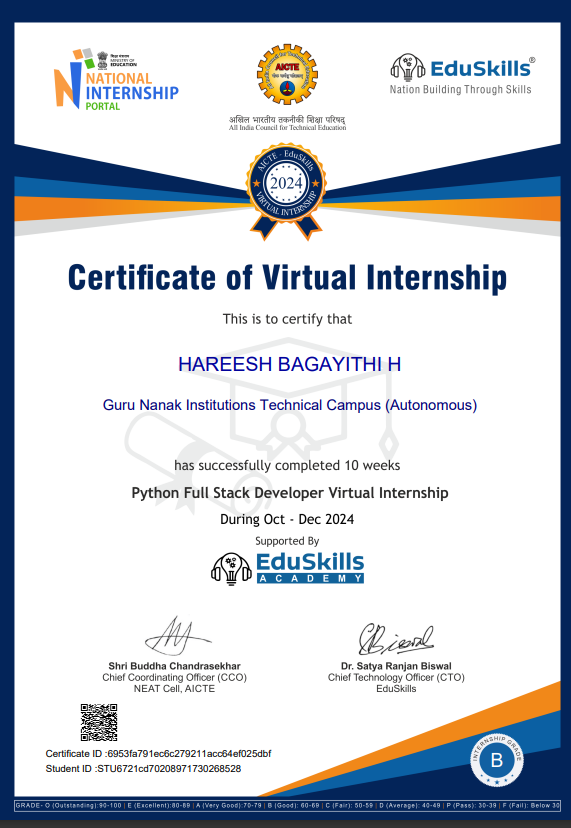 शिक्षा मंत्रालय
MINISTRY OF
EDUCATION
NATIONAL
INTERNSHIP
PORTAL
AICTE
अखिल भारतीय तकनीकी शिक्षा परिषद्
All India Council for Technical Education
EduSkills®
Nation Building Through Skills
AICTE - EduSkills
2024
VIRTUAL INTERNSHIP
Certificate of Virtual Internship
This is to certify that
HAREESH BAGAYITHI H
Guru Nanak Institutions Technical Campus (Autonomous)
has successfully completed 10 weeks
Python Full Stack Developer Virtual Internship
During Oct - Dec 2024
Supported By
EduSkills
ACADEMY
Shri Buddha Chandrasekhar
Chief Coordinating Officer (CCO)
NEAT Cell, AICTE
Dr. Satya Ranjan Biswal
Chief Technology Officer (CTO)
EduSkills
Certificate ID :6953fa791ec6c279211acc64ef025dbf
Student ID :STU6721cd70208971730268528
INTERNSHIP GRADE
B
GRADE- O (Outstanding):90-100 | E (Excellent):80-89 | A (Very Good):70-79 | B (Good): 60-69 | C (Fair): 50-59 | D (Average): 40-49 | P (Pass): 30-39 | F (Fail): Below 30